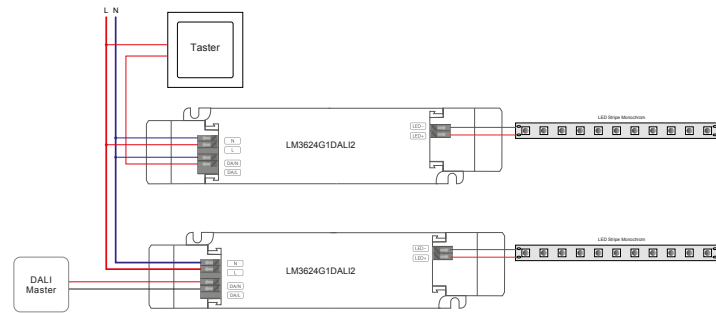 L N
Taster
LED Stripe Monochrom
LM3624G1DALI2
N
L
DA/N
DA/L
LED-
LED+
LED Stripe Monochrom
DALI
Master
LM3624G1DALI2
N
L
DA/N
DA/L
LED-
LED+